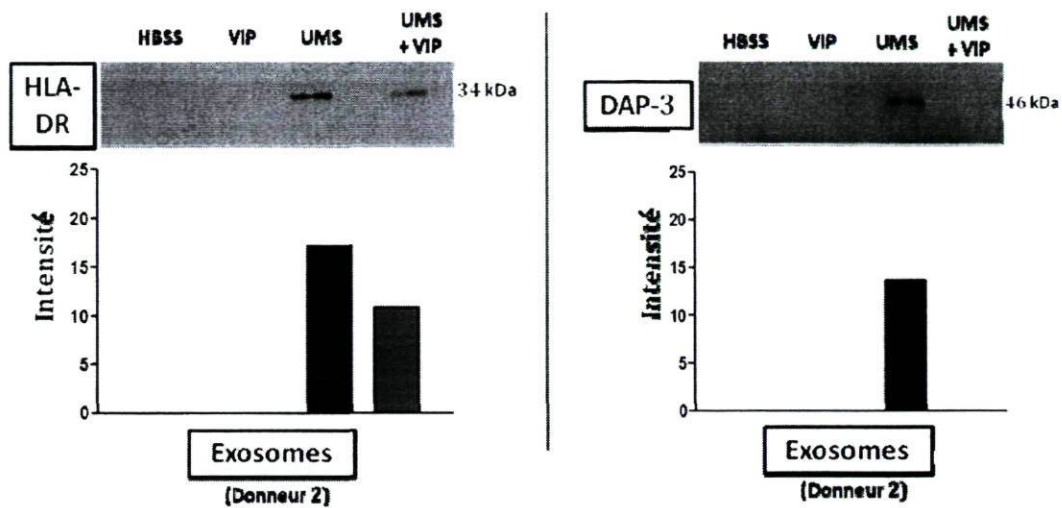 HBSS VIP UMS UMS + VIP
HLA-DR
34 kDa
25
20
15
10
5
0
Intensité
Exosomes
(Donneur 2)
HBSS VIP UMS UMS + VIP
DAP-3
46 kDa
25
20
15
10
5
0
Intensité
Exosomes
(Donneur 2)